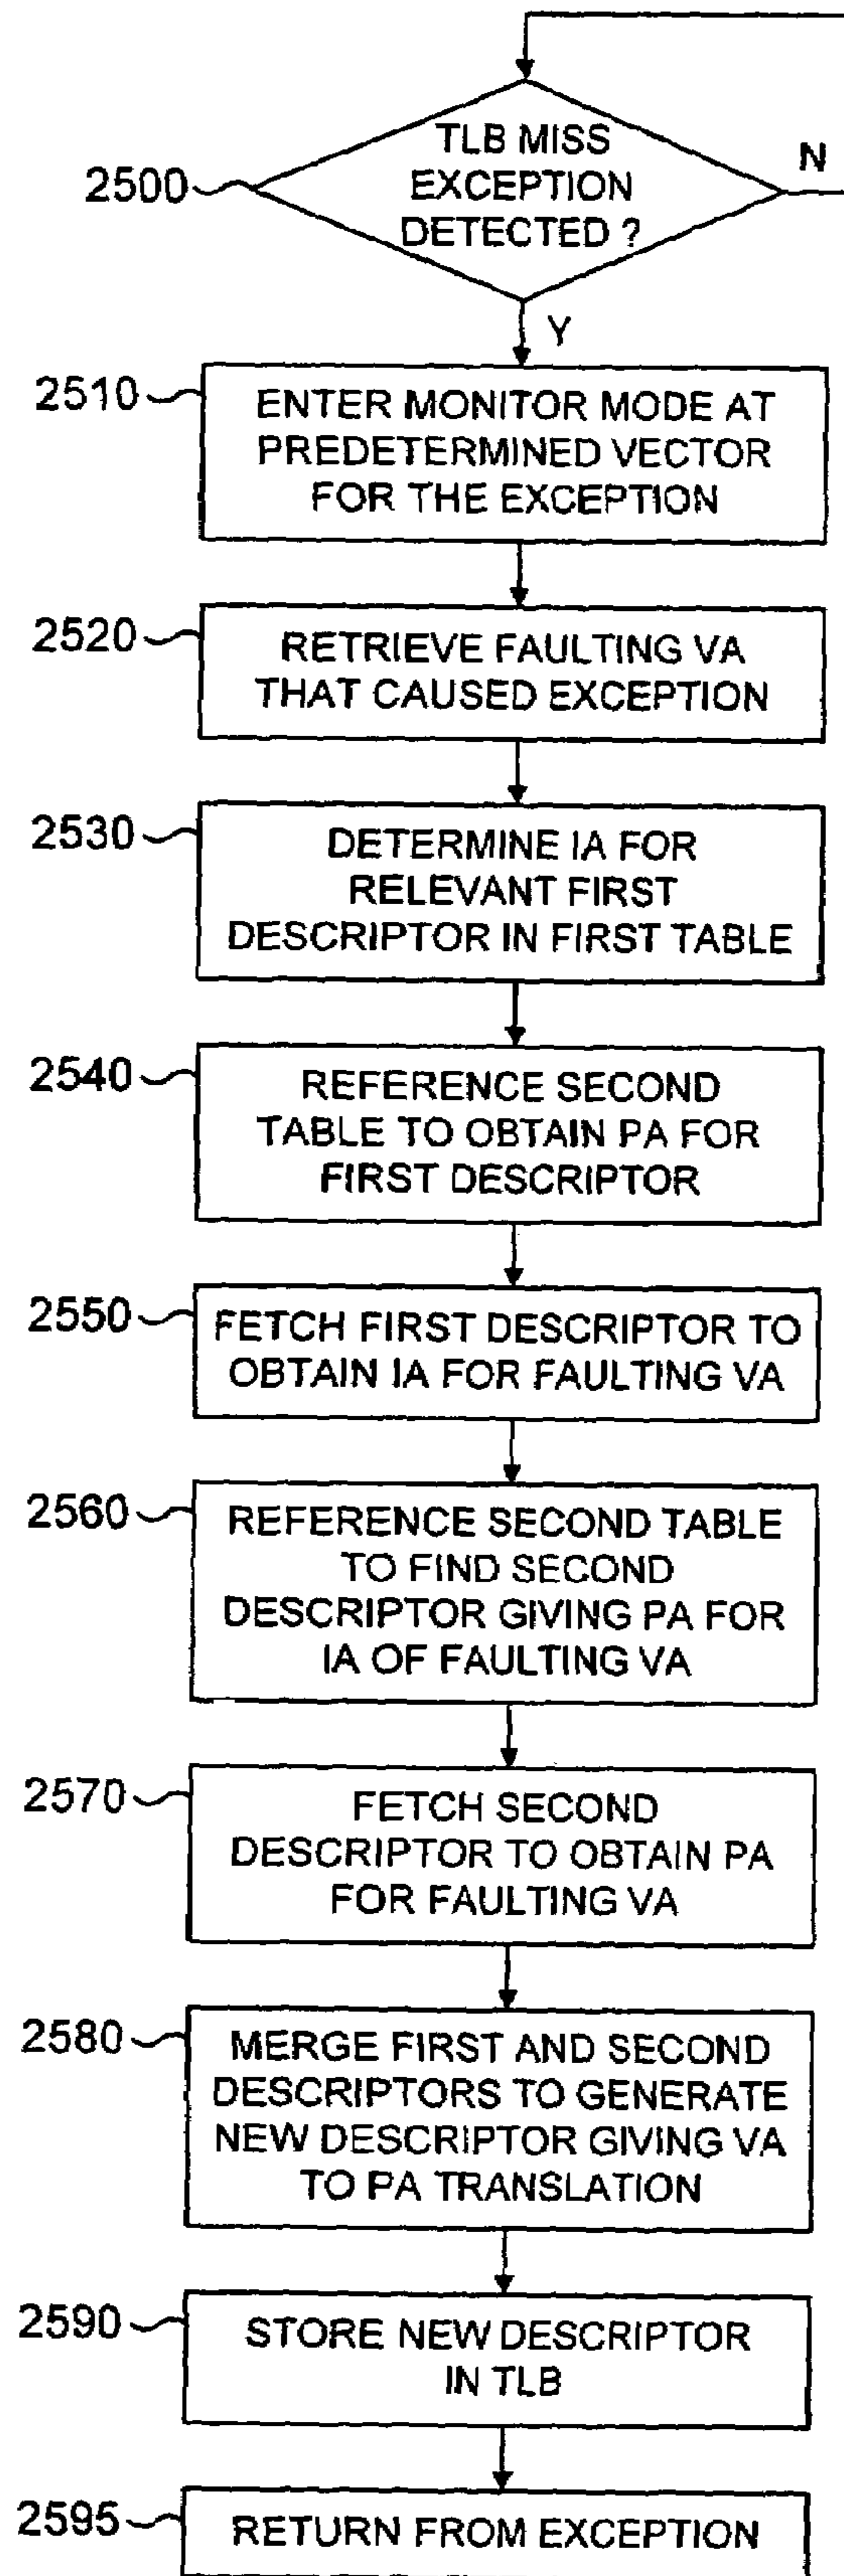 TLB MISS
EXCEPTION
DETECTED ?
N
2500
Y
2510
ENTER MONITOR MODE AT
PREDETERMINED VECTOR
FOR THE EXCEPTION
2520
RETRIEVE FAULTING VA
THAT CAUSED EXCEPTION
2530
DETERMINE IA FOR
RELEVANT FIRST
DESCRIPTOR IN FIRST TABLE
2540
REFERENCE SECOND
TABLE TO OBTAIN PA FOR
FIRST DESCRIPTOR
2550
FETCH FIRST DESCRIPTOR TO
OBTAIN IA FOR FAULTING VA
2560
REFERENCE SECOND TABLE
TO FIND SECOND
DESCRIPTOR GIVING PA FOR
IA OF FAULTING VA
2570
FETCH SECOND
DESCRIPTOR TO OBTAIN PA
FOR FAULTING VA
2580
MERGE FIRST AND SECOND
DESCRIPTORS TO GENERATE
NEW DESCRIPTOR GIVING VA
TO PA TRANSLATION
2590
STORE NEW DESCRIPTOR
IN TLB
2595
RETURN FROM EXCEPTION